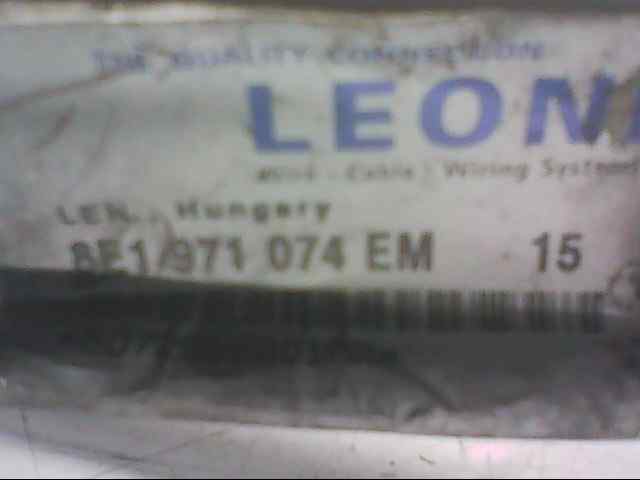 THE QUALITY CONNECTION
LEONI
Wire · Cable · Wiring Systems
LEN.. Hungary
8E1/971 074 EM 15